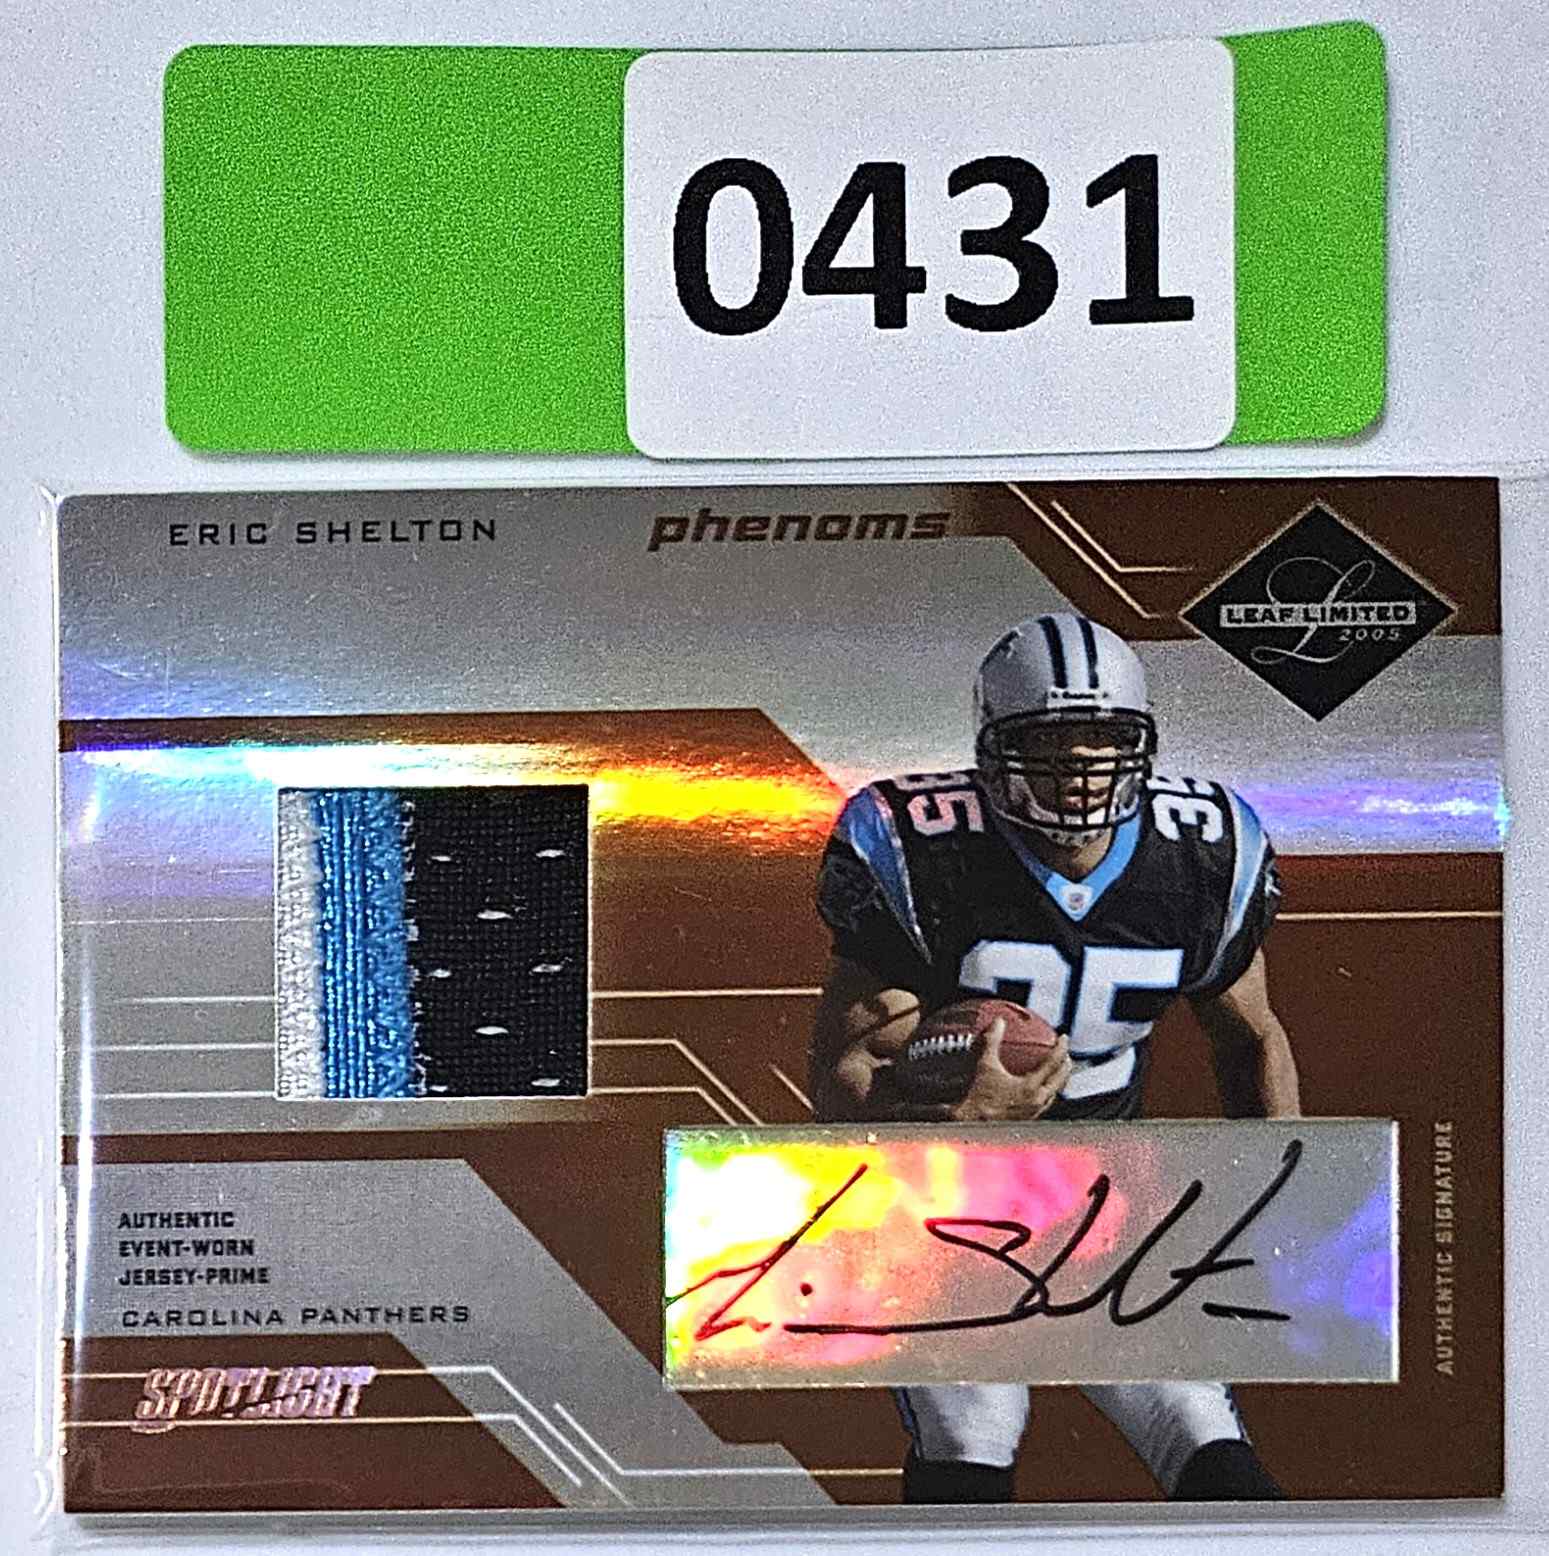 0431
ERIC SHELTON
phenoms
L
LEAF LIMITED
2005
35
35
35
AUTHENTIC
EVENT-WORN
JERSEY-PRIME
CAROLINA PANTHERS
SPOTLIGHT
AUTHENTIC SIGNATURE